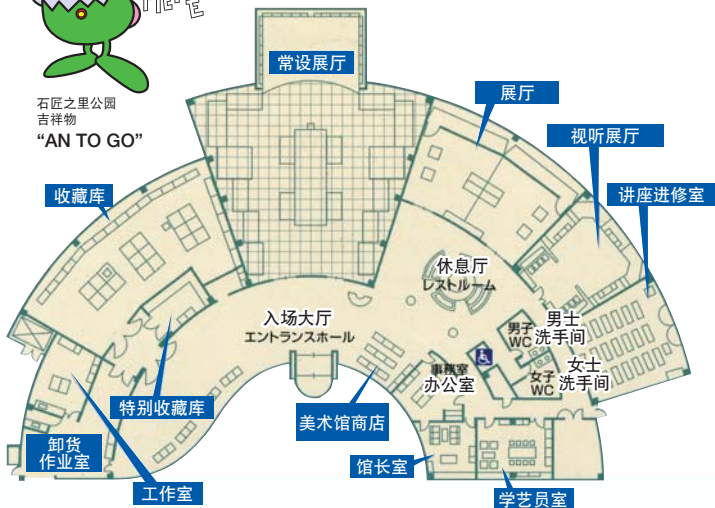 石匠之里公园
吉祥物
“AN TO GO”
常设展厅
展厅
视听展厅
讲座进修室
收藏库
休息厅
レストルーム
入场大厅
エントランスホール
男子
WC
男士
洗手间
女子
WC
女士
洗手间
事務室
办公室
特别收藏库
美术馆商店
卸货
作业室
馆长室
工作室
学艺员室